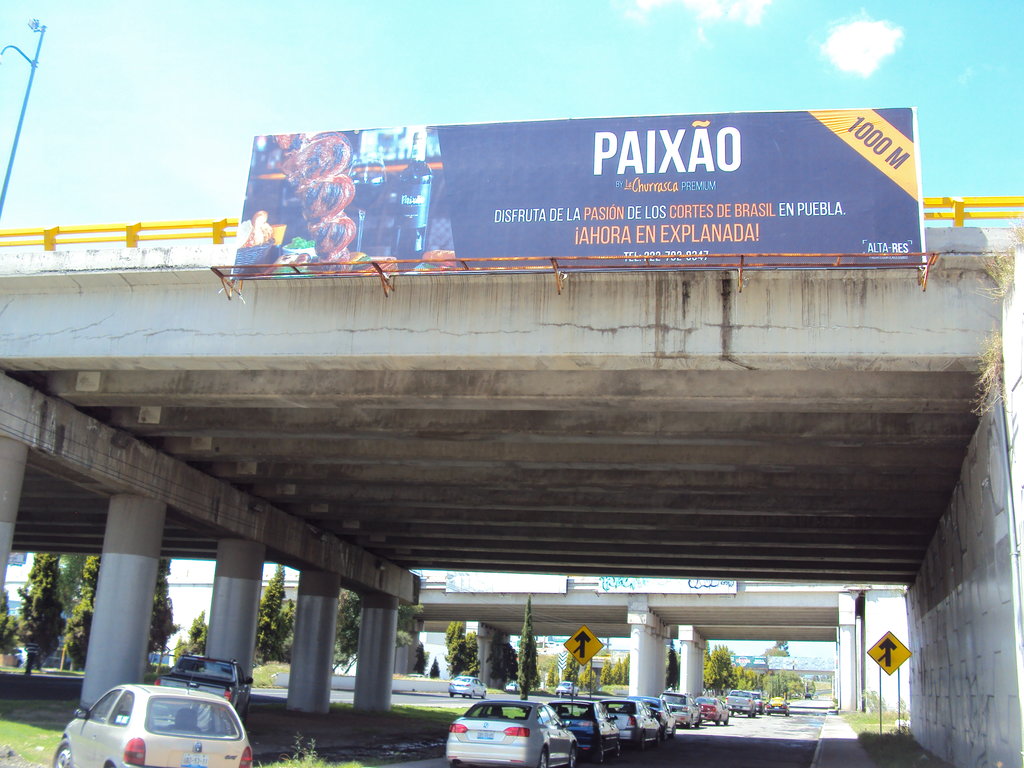 PAIXÃO
BY La Churrasca PREMIUM
DISFRUTA DE LA PASIÓN DE LOS CORTES DE BRASIL EN PUEBLA.
¡AHORA EN EXPLANADA!
1000 M
ALTA-RES